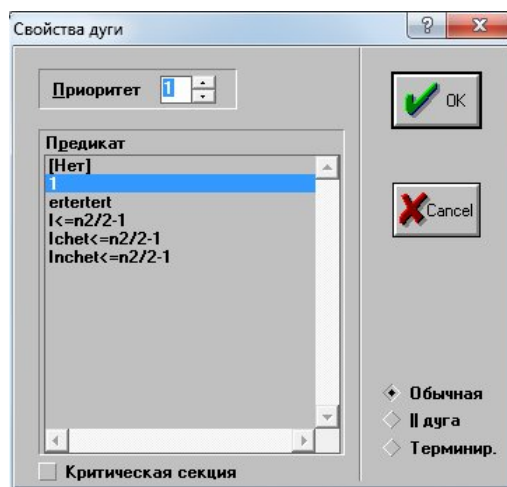 Свойства дуги
Приоритет 1
OK
Предикат
[Нет]
1
ertertert
I<=n2/2-1
Ichet<=n2/2-1
Inchet<=n2/2-1
Cancel
Обычная
II дуга
Терминир.
Критическая секция